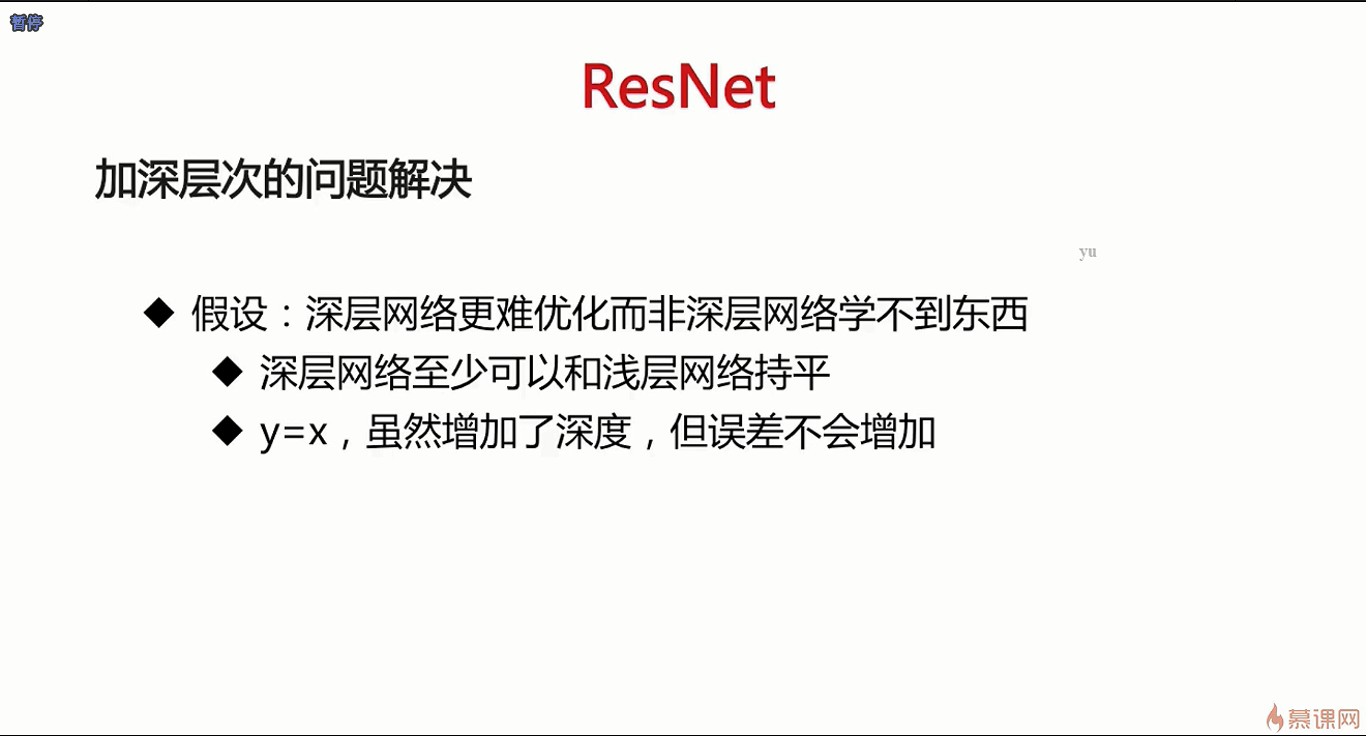 暂停
ResNet
加深层次的问题解决
yu
假设：深层网络更难优化而非深层网络学不到东西
深层网络至少可以和浅层网络持平
y=x，虽然增加了深度，但误差不会增加
慕课网